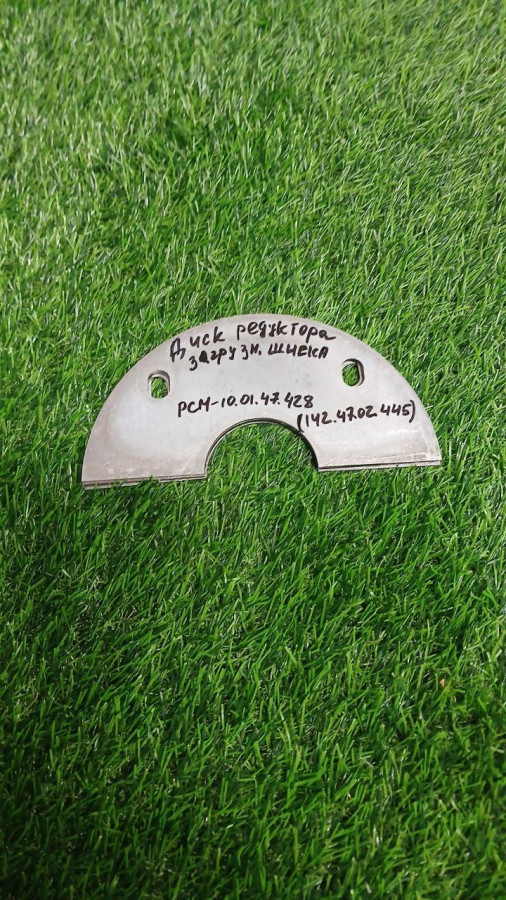 Диск редуктора
загрузн. шнека
РСМ-10.01.47.428
(142.47.02.445)